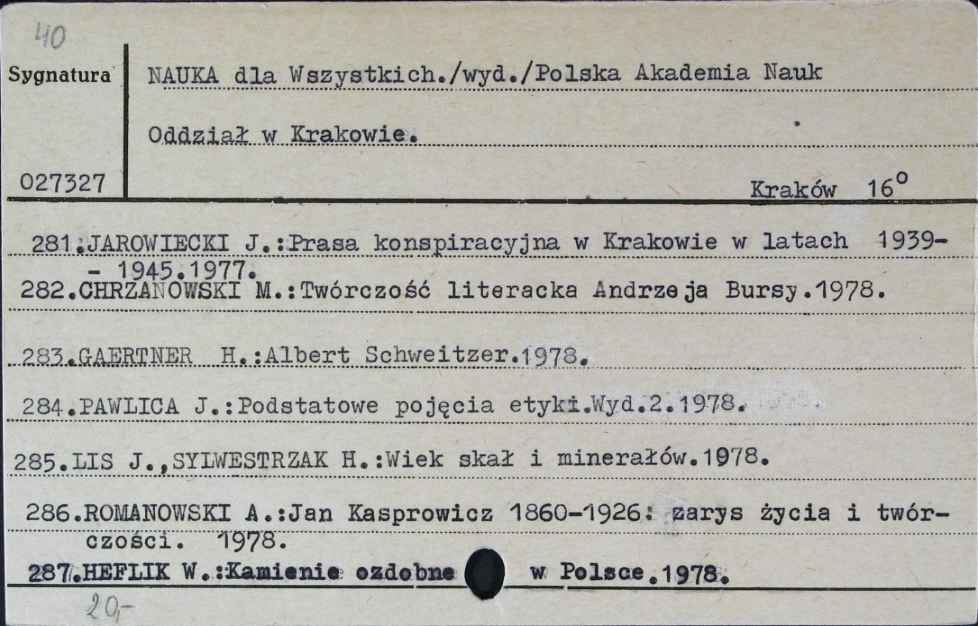 40
Sygnatura
NAUKA dla Wszystkich./wyd./Polska Akademia Nauk
Oddział w Krakowie.
027327
Kraków 16°
281.JAROWIECKI J.:Prasa konspiracyjna w Krakowie w latach 1939-
- 1945.1977.
282.CHRZANOWSKI M.:Twórczość literacka Andrzeja Bursy.1978.
283.GAERTNER H.:Albert Schweitzer.1978.
284.PAWLICA J.:Podstatowe pojęcia etyki.Wyd.2.1978.
285.LIS J.,SYLWESTRZAK H.:Wiek skał i minerałów.1978.
286.ROMANOWSKI A.:Jan Kasprowicz 1860-1926: zarys życia i twór-
czości. 1978.
287.HEFLIK W.:Kamienie ozdobne w Polsce.1978.
20,-